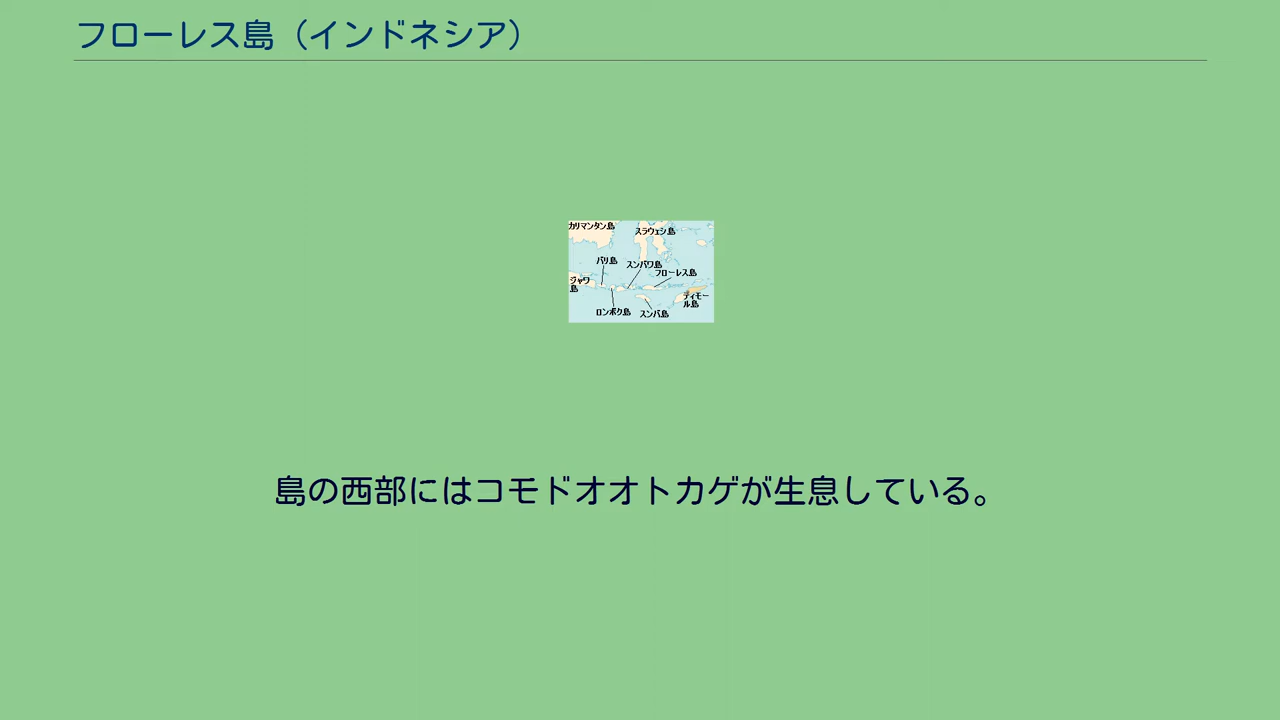 フローレス島（インドネシア）
カリマンタン島
スラウェシ島
バリ島
スンバワ島
フローレス島
ジャワ
島
ティモー
ル島
ロンボク島
スンバ島
島の西部にはコモドオオトカゲが生息している。